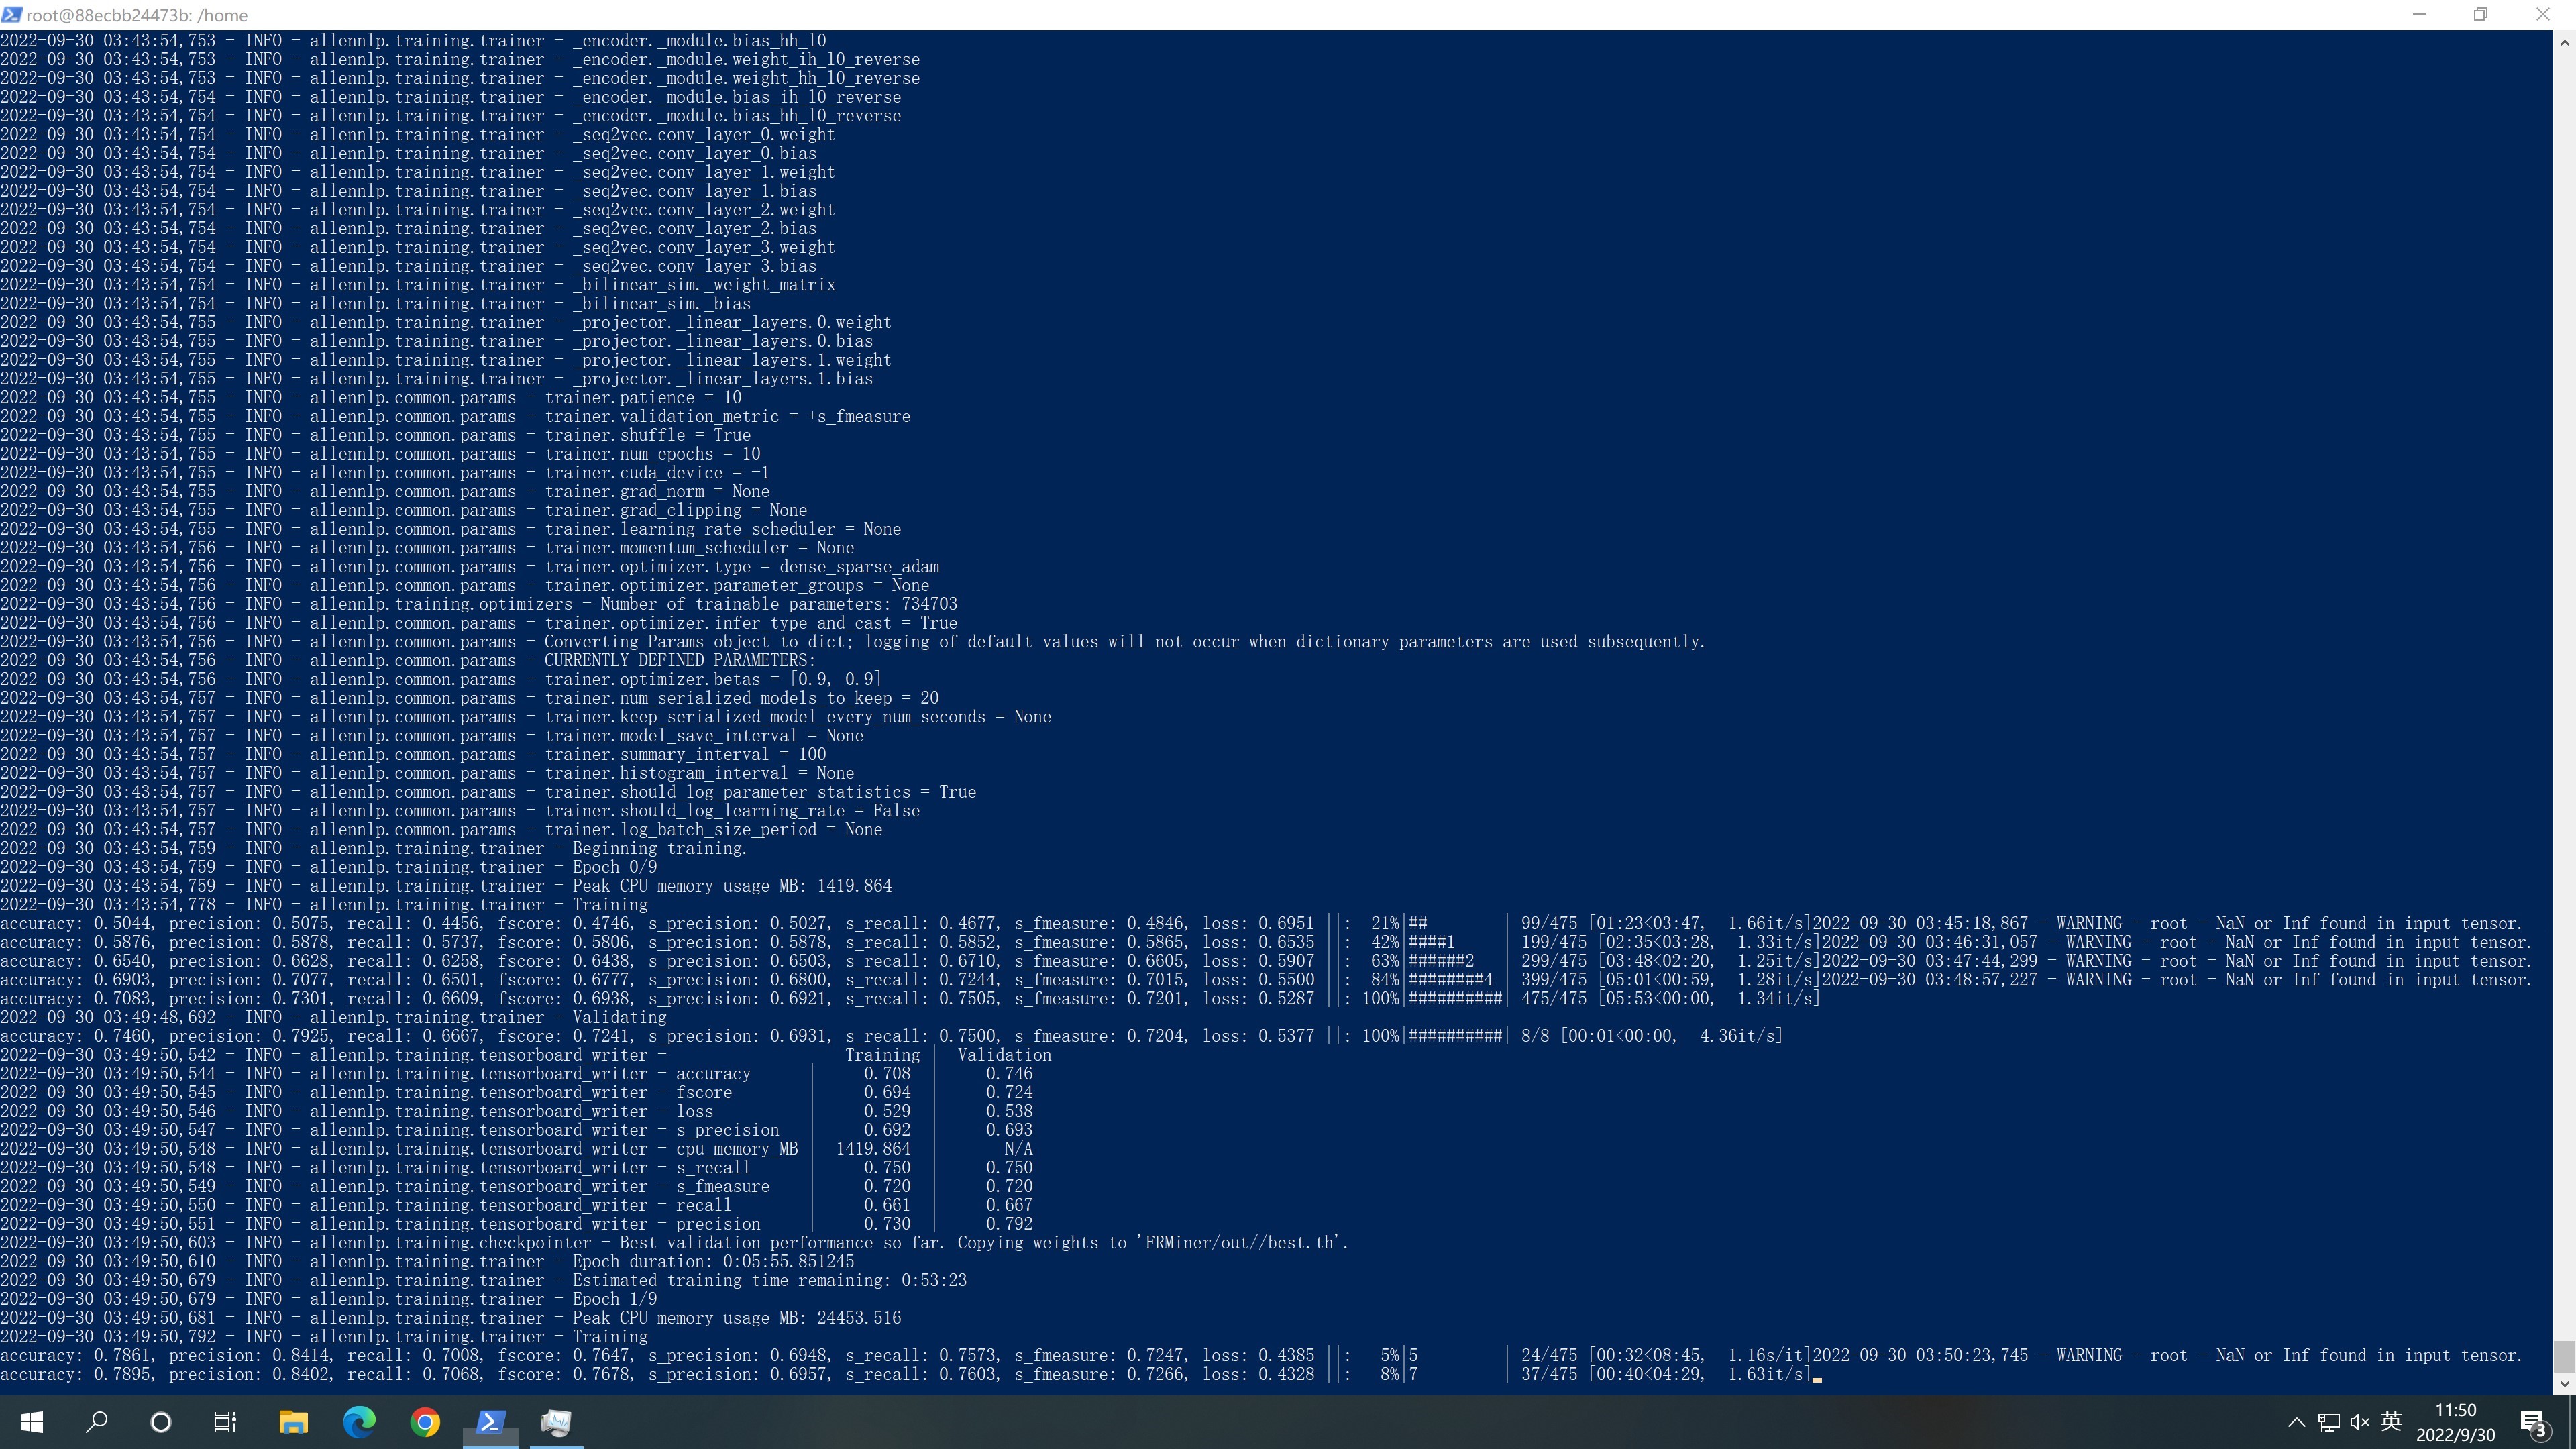 root@88ecbb24473b: /home
2022-09-30 03:43:54,753 - INFO - allennlp.training.trainer - _encoder._module.bias_hh_l0
2022-09-30 03:43:54,753 - INFO - allennlp.training.trainer - _encoder._module.weight_ih_l0_reverse
2022-09-30 03:43:54,753 - INFO - allennlp.training.trainer - _encoder._module.weight_hh_l0_reverse
2022-09-30 03:43:54,754 - INFO - allennlp.training.trainer - _encoder._module.bias_ih_l0_reverse
2022-09-30 03:43:54,754 - INFO - allennlp.training.trainer - _encoder._module.bias_hh_l0_reverse
2022-09-30 03:43:54,754 - INFO - allennlp.training.trainer - _seq2vec.conv_layer_0.weight
2022-09-30 03:43:54,754 - INFO - allennlp.training.trainer - _seq2vec.conv_layer_0.bias
2022-09-30 03:43:54,754 - INFO - allennlp.training.trainer - _seq2vec.conv_layer_1.weight
2022-09-30 03:43:54,754 - INFO - allennlp.training.trainer - _seq2vec.conv_layer_1.bias
2022-09-30 03:43:54,754 - INFO - allennlp.training.trainer - _seq2vec.conv_layer_2.weight
2022-09-30 03:43:54,754 - INFO - allennlp.training.trainer - _seq2vec.conv_layer_2.bias
2022-09-30 03:43:54,754 - INFO - allennlp.training.trainer - _seq2vec.conv_layer_3.weight
2022-09-30 03:43:54,754 - INFO - allennlp.training.trainer - _seq2vec.conv_layer_3.bias
2022-09-30 03:43:54,754 - INFO - allennlp.training.trainer - _bilinear_sim._weight_matrix
2022-09-30 03:43:54,754 - INFO - allennlp.training.trainer - _bilinear_sim._bias
2022-09-30 03:43:54,755 - INFO - allennlp.training.trainer - _projector._linear_layers.0.weight
2022-09-30 03:43:54,755 - INFO - allennlp.training.trainer - _projector._linear_layers.0.bias
2022-09-30 03:43:54,755 - INFO - allennlp.training.trainer - _projector._linear_layers.1.weight
2022-09-30 03:43:54,755 - INFO - allennlp.training.trainer - _projector._linear_layers.1.bias
2022-09-30 03:43:54,755 - INFO - allennlp.common.params - trainer.patience = 10
2022-09-30 03:43:54,755 - INFO - allennlp.common.params - trainer.validation_metric = +s_fmeasure
2022-09-30 03:43:54,755 - INFO - allennlp.common.params - trainer.shuffle = True
2022-09-30 03:43:54,755 - INFO - allennlp.common.params - trainer.num_epochs = 10
2022-09-30 03:43:54,755 - INFO - allennlp.common.params - trainer.cuda_device = -1
2022-09-30 03:43:54,755 - INFO - allennlp.common.params - trainer.grad_norm = None
2022-09-30 03:43:54,755 - INFO - allennlp.common.params - trainer.grad_clipping = None
2022-09-30 03:43:54,755 - INFO - allennlp.common.params - trainer.learning_rate_scheduler = None
2022-09-30 03:43:54,756 - INFO - allennlp.common.params - trainer.momentum_scheduler = None
2022-09-30 03:43:54,756 - INFO - allennlp.common.params - trainer.optimizer.type = dense_sparse_adam
2022-09-30 03:43:54,756 - INFO - allennlp.common.params - trainer.optimizer.parameter_groups = None
2022-09-30 03:43:54,756 - INFO - allennlp.training.optimizers - Number of trainable parameters: 734703
2022-09-30 03:43:54,756 - INFO - allennlp.common.params - trainer.optimizer.infer_type_and_cast = True
2022-09-30 03:43:54,756 - INFO - allennlp.common.params - Converting Params object to dict; logging of default values will not occur when dictionary parameters are used subsequently.
2022-09-30 03:43:54,756 - INFO - allennlp.common.params - CURRENTLY DEFINED PARAMETERS:
2022-09-30 03:43:54,756 - INFO - allennlp.common.params - trainer.optimizer.betas = [0.9, 0.9]
2022-09-30 03:43:54,757 - INFO - allennlp.common.params - trainer.num_serialized_models_to_keep = 20
2022-09-30 03:43:54,757 - INFO - allennlp.common.params - trainer.keep_serialized_model_every_num_seconds = None
2022-09-30 03:43:54,757 - INFO - allennlp.common.params - trainer.model_save_interval = None
2022-09-30 03:43:54,757 - INFO - allennlp.common.params - trainer.summary_interval = 100
2022-09-30 03:43:54,757 - INFO - allennlp.common.params - trainer.histogram_interval = None
2022-09-30 03:43:54,757 - INFO - allennlp.common.params - trainer.should_log_parameter_statistics = True
2022-09-30 03:43:54,757 - INFO - allennlp.common.params - trainer.should_log_learning_rate = False
2022-09-30 03:43:54,757 - INFO - allennlp.common.params - trainer.log_batch_size_period = None
2022-09-30 03:43:54,759 - INFO - allennlp.training.trainer - Beginning training.
2022-09-30 03:43:54,759 - INFO - allennlp.training.trainer - Epoch 0/9
2022-09-30 03:43:54,759 - INFO - allennlp.training.trainer - Peak CPU memory usage MB: 1419.864
2022-09-30 03:43:54,778 - INFO - allennlp.training.trainer - Training
accuracy: 0.5044, precision: 0.5075, recall: 0.4456, fscore: 0.4746, s_precision: 0.5027, s_recall: 0.4677, s_fmeasure: 0.4846, loss: 0.6951 ||:  21%|##        | 99/475 [01:23<03:47,  1.66it/s]2022-09-30 03:45:18,867 - WARNING - root - NaN or Inf found in input tensor.
accuracy: 0.5876, precision: 0.5878, recall: 0.5737, fscore: 0.5806, s_precision: 0.5878, s_recall: 0.5852, s_fmeasure: 0.5865, loss: 0.6535 ||:  42%|####1     | 199/475 [02:35<03:28,  1.33it/s]2022-09-30 03:46:31,057 - WARNING - root - NaN or Inf found in input tensor.
accuracy: 0.6540, precision: 0.6628, recall: 0.6258, fscore: 0.6438, s_precision: 0.6503, s_recall: 0.6710, s_fmeasure: 0.6605, loss: 0.5907 ||:  63%|######2   | 299/475 [03:48<02:20,  1.25it/s]2022-09-30 03:47:44,299 - WARNING - root - NaN or Inf found in input tensor.
accuracy: 0.6903, precision: 0.7077, recall: 0.6501, fscore: 0.6777, s_precision: 0.6800, s_recall: 0.7244, s_fmeasure: 0.7015, loss: 0.5500 ||:  84%|########4 | 399/475 [05:01<00:59,  1.28it/s]2022-09-30 03:48:57,227 - WARNING - root - NaN or Inf found in input tensor.
accuracy: 0.7083, precision: 0.7301, recall: 0.6609, fscore: 0.6938, s_precision: 0.6921, s_recall: 0.7505, s_fmeasure: 0.7201, loss: 0.5287 ||: 100%|##########| 475/475 [05:53<00:00,  1.34it/s]
2022-09-30 03:49:48,692 - INFO - allennlp.training.trainer - Validating
accuracy: 0.7460, precision: 0.7925, recall: 0.6667, fscore: 0.7241, s_precision: 0.6931, s_recall: 0.7500, s_fmeasure: 0.7204, loss: 0.5377 ||: 100%|##########| 8/8 [00:01<00:00,  4.36it/s]
2022-09-30 03:49:50,542 - INFO - allennlp.training.tensorboard_writer -                    Training |  Validation
2022-09-30 03:49:50,544 - INFO - allennlp.training.tensorboard_writer - accuracy      |     0.708  |     0.746
2022-09-30 03:49:50,545 - INFO - allennlp.training.tensorboard_writer - fscore        |     0.694  |     0.724
2022-09-30 03:49:50,546 - INFO - allennlp.training.tensorboard_writer - loss          |     0.529  |     0.538
2022-09-30 03:49:50,547 - INFO - allennlp.training.tensorboard_writer - s_precision   |     0.692  |     0.693
2022-09-30 03:49:50,548 - INFO - allennlp.training.tensorboard_writer - cpu_memory_MB |  1419.864  |       N/A
2022-09-30 03:49:50,548 - INFO - allennlp.training.tensorboard_writer - s_recall      |     0.750  |     0.750
2022-09-30 03:49:50,549 - INFO - allennlp.training.tensorboard_writer - s_fmeasure    |     0.720  |     0.720
2022-09-30 03:49:50,550 - INFO - allennlp.training.tensorboard_writer - recall        |     0.661  |     0.667
2022-09-30 03:49:50,551 - INFO - allennlp.training.tensorboard_writer - precision     |     0.730  |     0.792
2022-09-30 03:49:50,603 - INFO - allennlp.training.checkpointer - Best validation performance so far. Copying weights to 'FRMiner/out//best.th'.
2022-09-30 03:49:50,610 - INFO - allennlp.training.trainer - Epoch duration: 0:05:55.851245
2022-09-30 03:49:50,679 - INFO - allennlp.training.trainer - Estimated training time remaining: 0:53:23
2022-09-30 03:49:50,679 - INFO - allennlp.training.trainer - Epoch 1/9
2022-09-30 03:49:50,681 - INFO - allennlp.training.trainer - Peak CPU memory usage MB: 24453.516
2022-09-30 03:49:50,792 - INFO - allennlp.training.trainer - Training
accuracy: 0.7861, precision: 0.8414, recall: 0.7008, fscore: 0.7647, s_precision: 0.6948, s_recall: 0.7573, s_fmeasure: 0.7247, loss: 0.4385 ||:   5%|5         | 24/475 [00:32<08:45,  1.16s/it]2022-09-30 03:50:23,745 - WARNING - root - NaN or Inf found in input tensor.
accuracy: 0.7895, precision: 0.8402, recall: 0.7068, fscore: 0.7678, s_precision: 0.6957, s_recall: 0.7603, s_fmeasure: 0.7266, loss: 0.4328 ||:   8%|7         | 37/475 [00:40<04:29,  1.63it/s]
英
11:50
2022/9/30
3